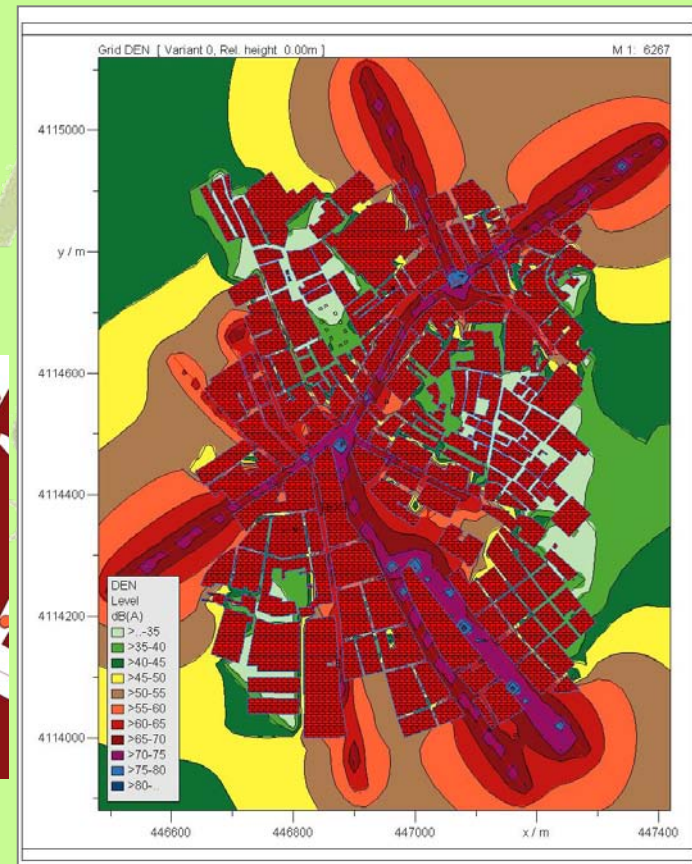 Grid DEN [ Variant 0, Rel. height 0.00m ] M 1: 6267
4115000
y / m
4114600
4114400
4114200
4114000
DEN
Level
dB(A)
>..-35
>35-40
>40-45
>45-50
>50-55
>55-60
>60-65
>65-70
>70-75
>75-80
>80-..
446600 446800 447000 x / m 447400